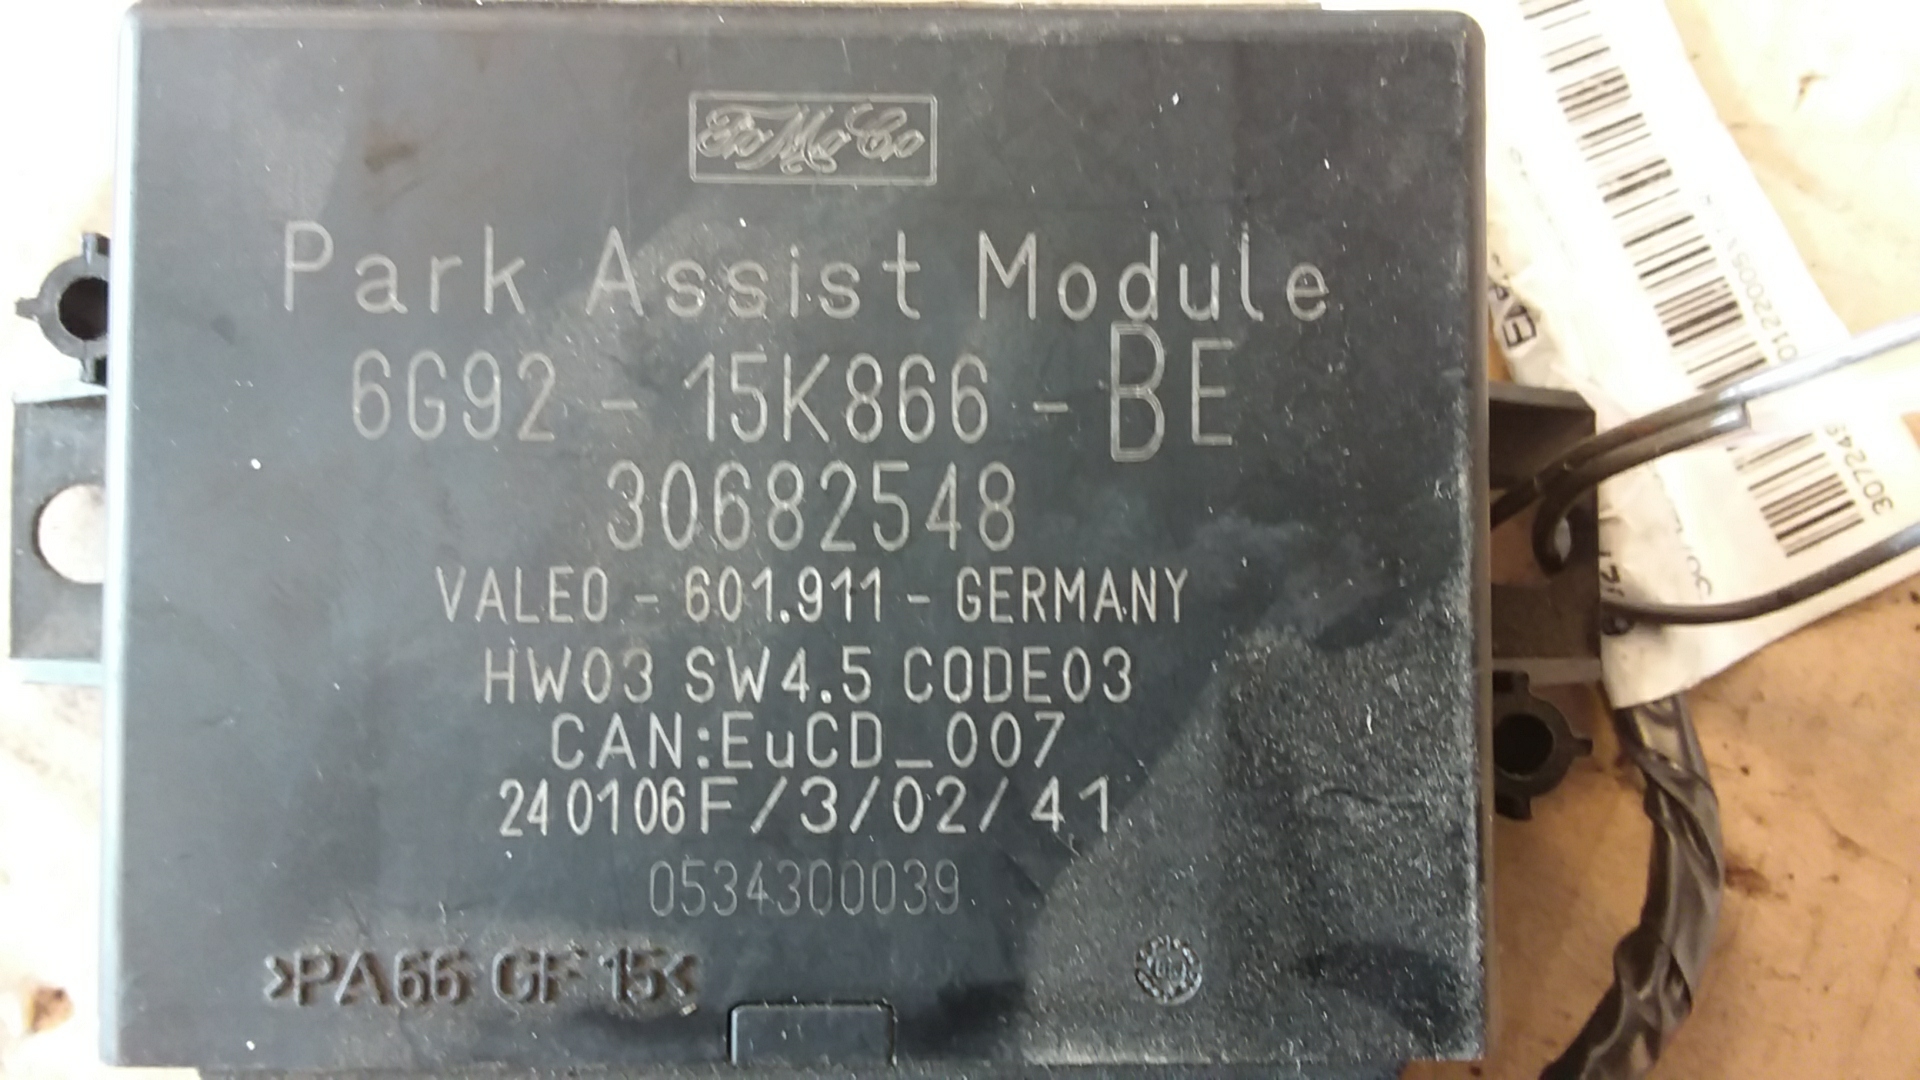 FoMoCo
Park Assist Module
6G92 - 15K866 - BE
30682548
VALEO - 601.911 - GERMANY
HW03 SW4.5 CODE03
CAN:EuCD_007
240106F/3/02/41
0534300039
>PA66 GF 15<